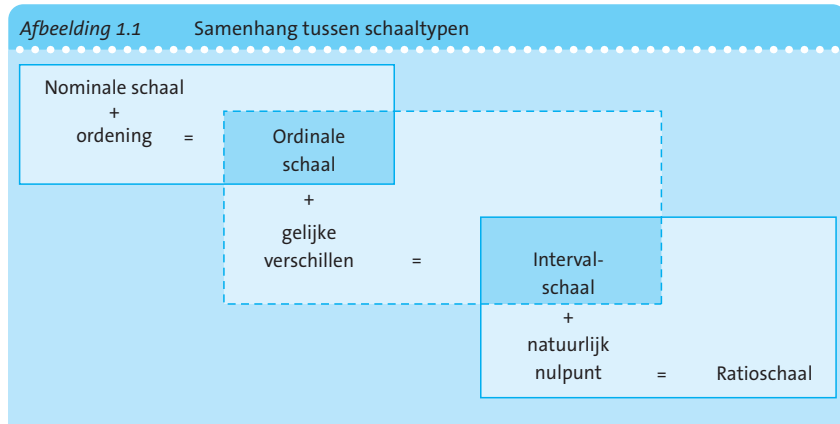 Afbeelding 1.1 Samenhang tussen schaaltypen
Nominale schaal
+
ordening = Ordinale
schaal
+
gelijke
verschillen = Interval-
schaal
+
natuurlijk
nulpunt = Ratioschaal